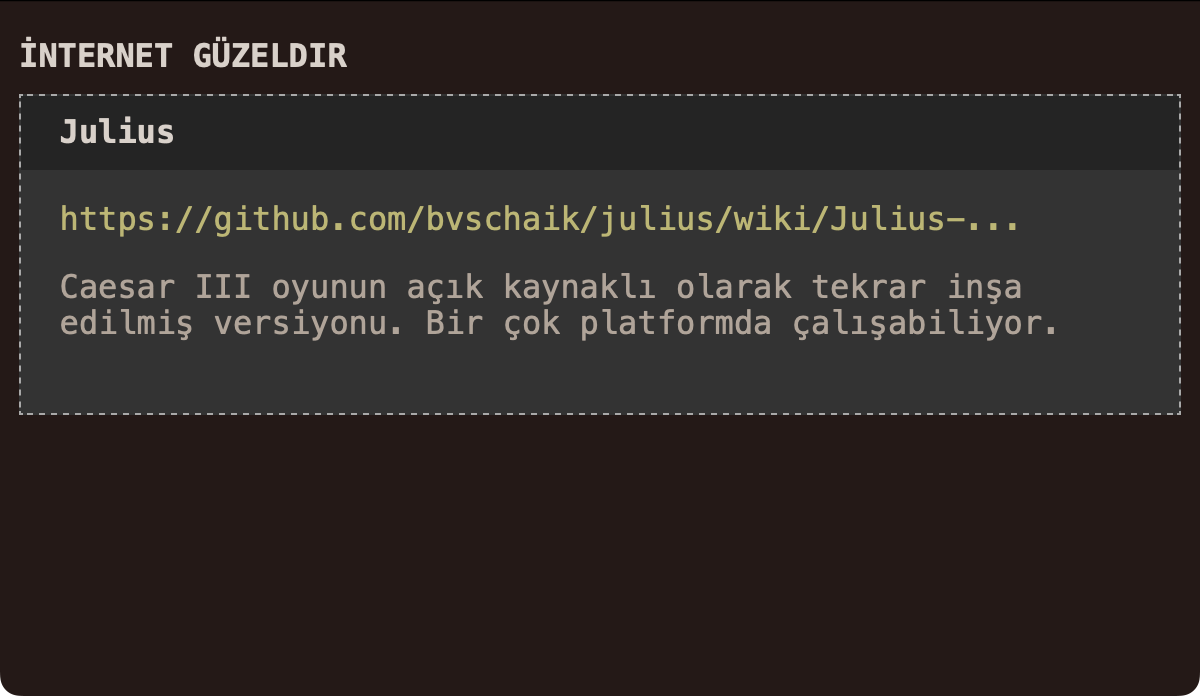 İNTERNET GÜZELDIR
Julius
https://github.com/bvschaik/julius/wiki/Julius-...
Caesar III oyunun açık kaynaklı olarak tekrar inşa
edilmiş versiyonu. Bir çok platformda çalışabiliyor.